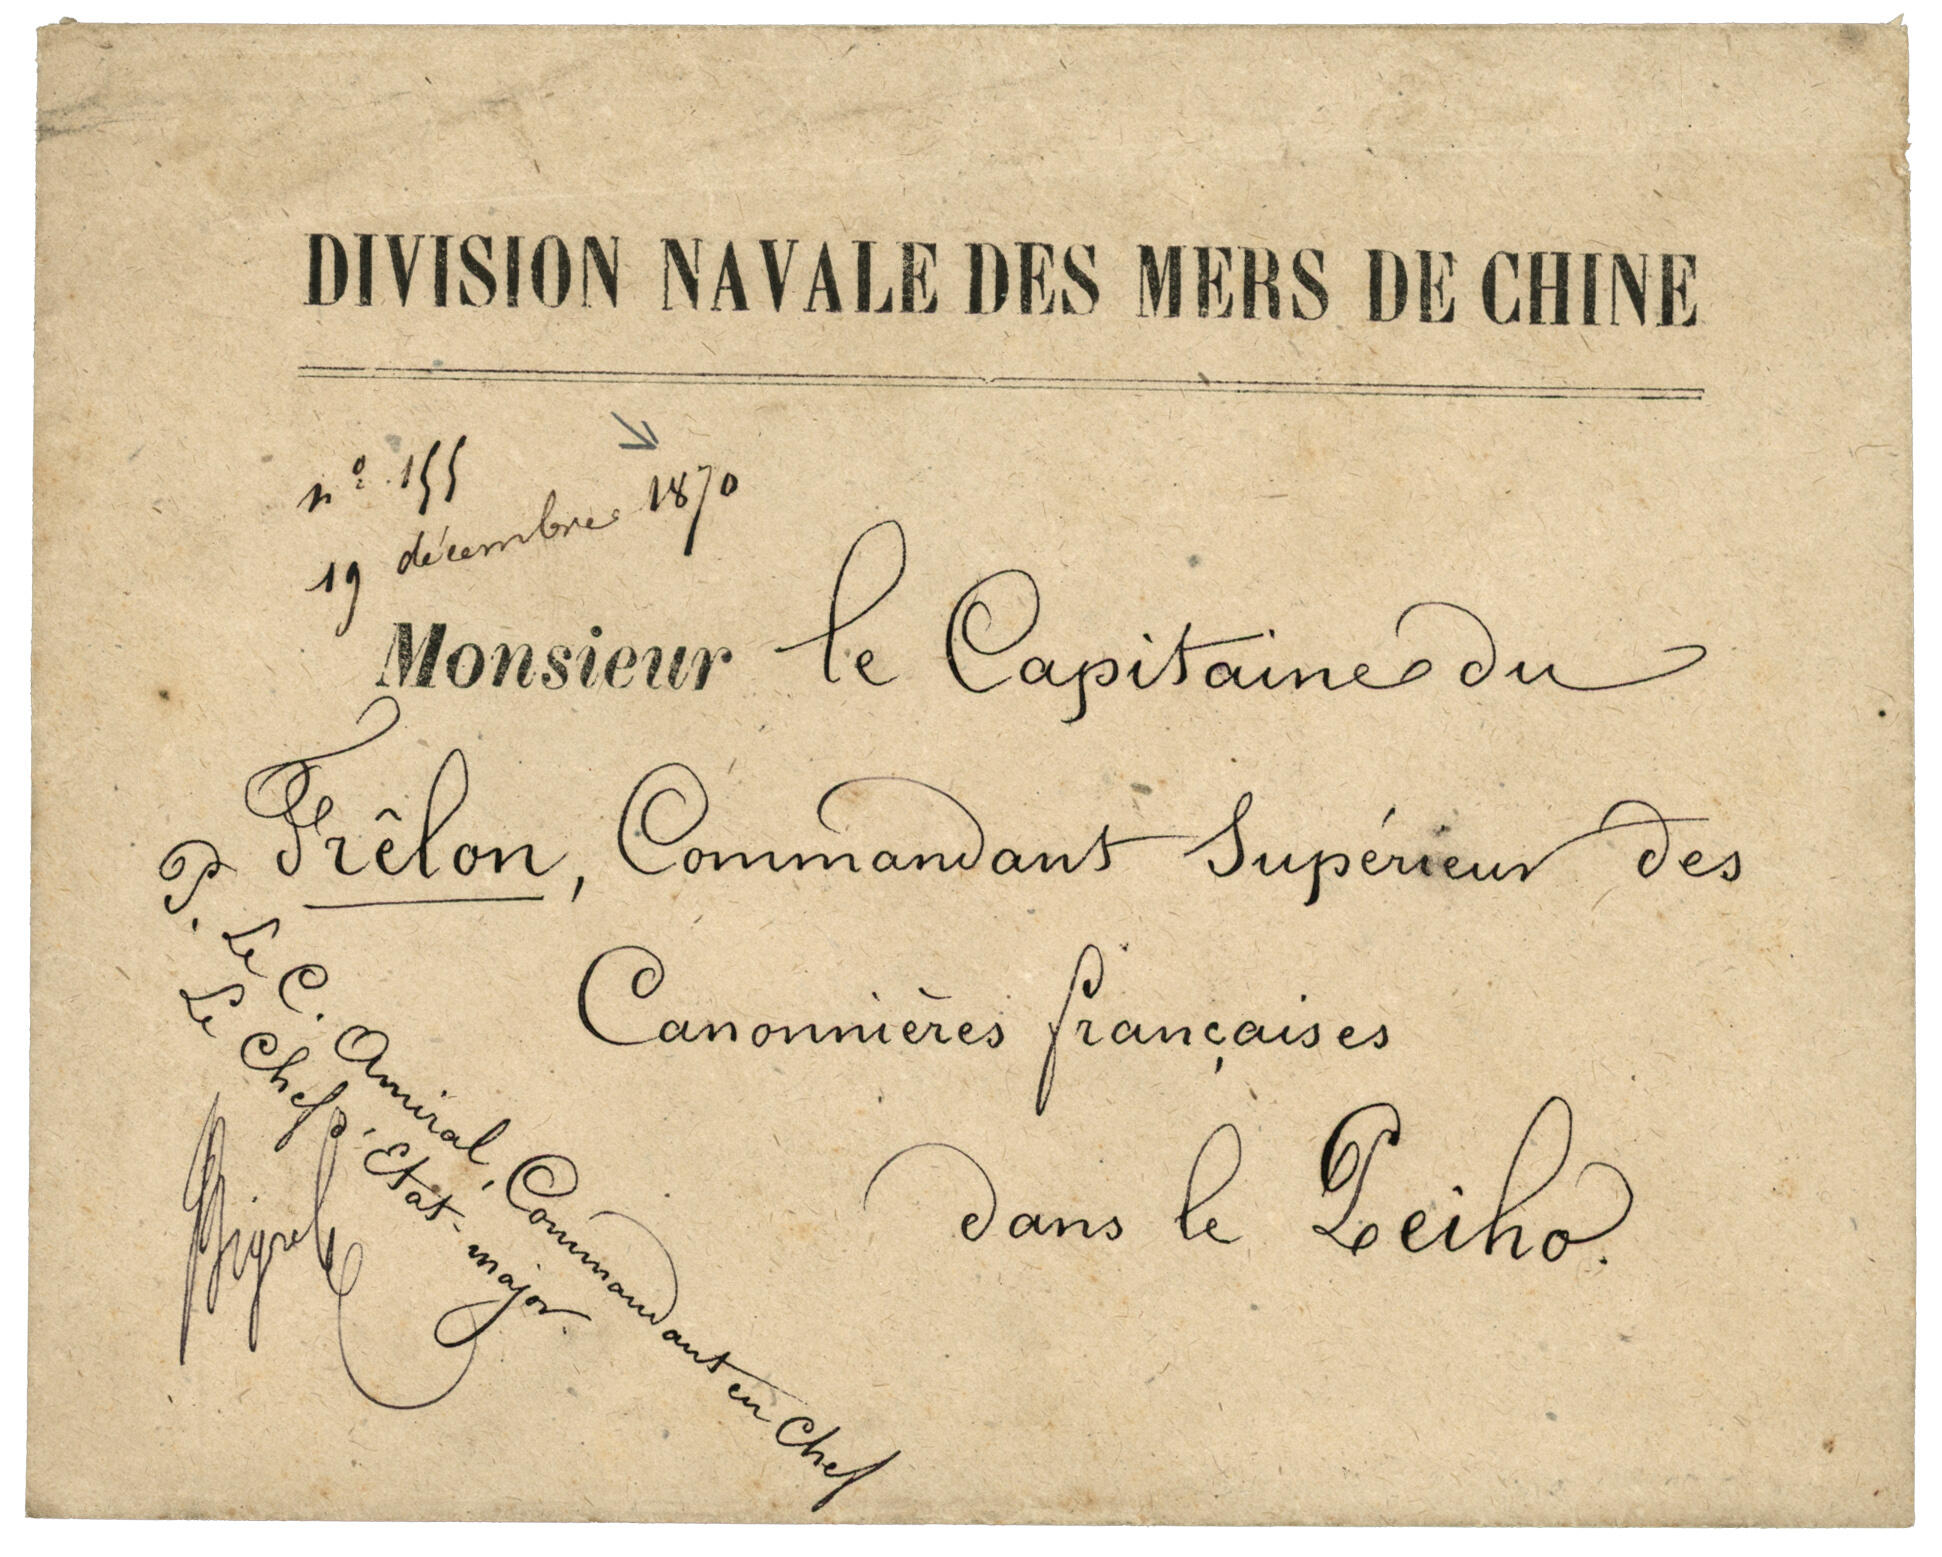 DIVISION NAVALE DES MERS DE CHINE
n° 155
19 décembre 1870
Monsieur le Capitaine du
Frêlon, Commandant Supérieur des
Canonnières françaises
dans le Peiho.
P. Le C. Amiral, Commandant en Chef
Le Chef d'Etat-major.